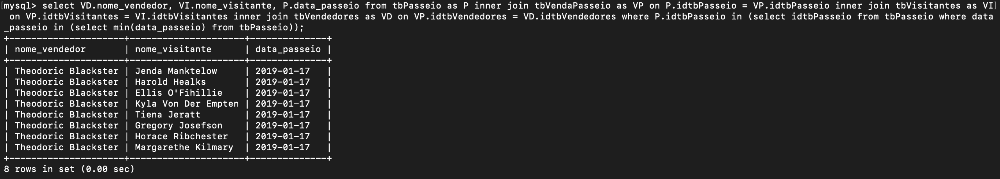 [mysql> select VD.nome_vendedor, VI.nome_visitante, P.data_passeio from tbPasseio as P inner join tbVendaPasseio as VP on P.idtbPasseio = VP.idtbPasseio inner join tbVisitantes as VI]
 on VP.idtbVisitantes = VI.idtbVisitantes inner join tbVendedores as VD on VP.idtbVendedores = VD.idtbVendedores where P.idtbPasseio in (select idtbPasseio from tbPasseio where data
_passeio in (select min(data_passeio) from tbPasseio));
+---------------------+---------------------+--------------+
| nome_vendedor       | nome_visitante      | data_passeio |
+---------------------+---------------------+--------------+
| Theodoric Blackster | Jenda Manktelow     | 2019-01-17   |
| Theodoric Blackster | Harold Healks       | 2019-01-17   |
| Theodoric Blackster | Ellis O'Fihillie    | 2019-01-17   |
| Theodoric Blackster | Kyla Von Der Empten | 2019-01-17   |
| Theodoric Blackster | Tiena Jeratt        | 2019-01-17   |
| Theodoric Blackster | Gregory Josefson    | 2019-01-17   |
| Theodoric Blackster | Horace Ribchester   | 2019-01-17   |
| Theodoric Blackster | Margarethe Kilmary  | 2019-01-17   |
+---------------------+---------------------+--------------+
8 rows in set (0.00 sec)